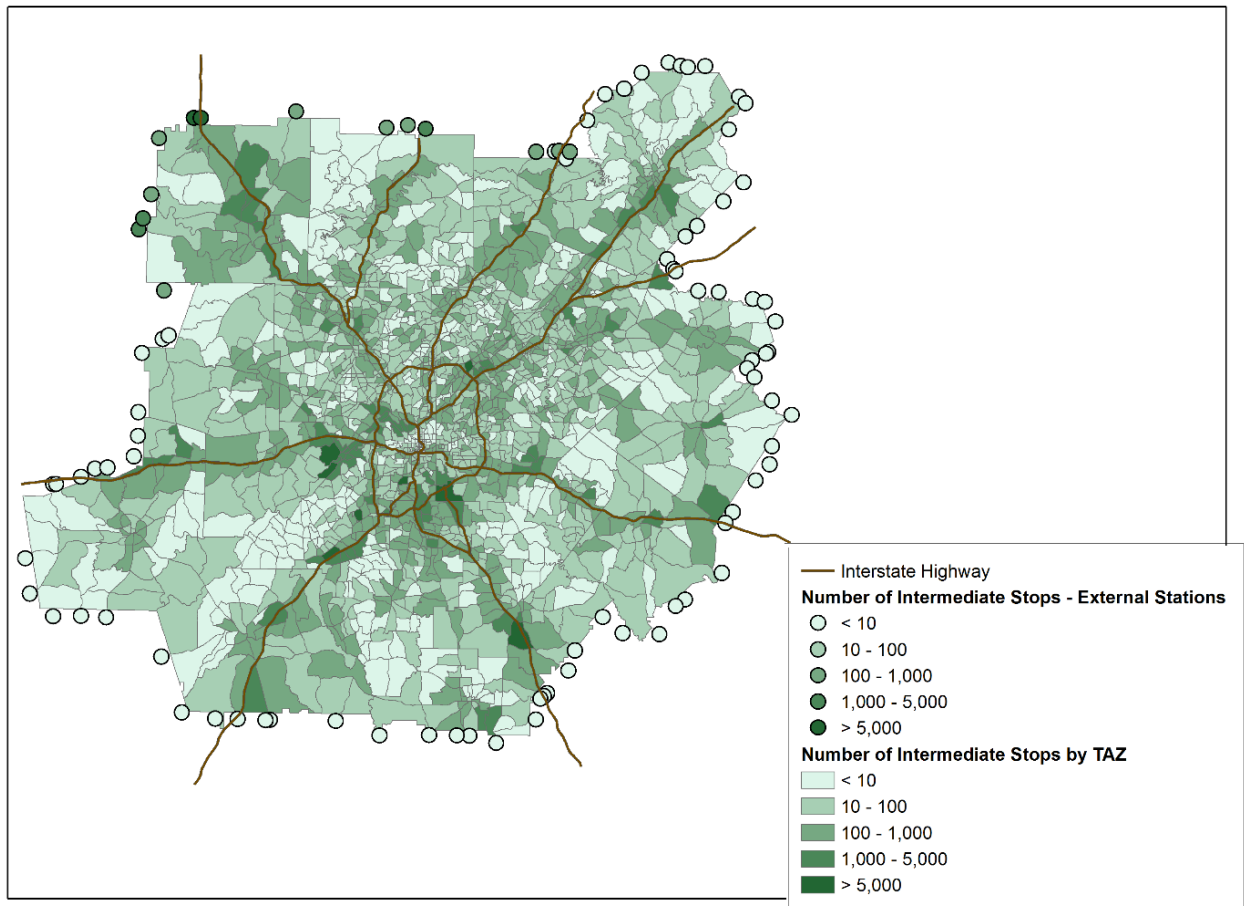 Interstate Highway
Number of Intermediate Stops - External Stations
< 10
10 - 100
100 - 1,000
1,000 - 5,000
> 5,000
Number of Intermediate Stops by TAZ
< 10
10 - 100
100 - 1,000
1,000 - 5,000
> 5,000